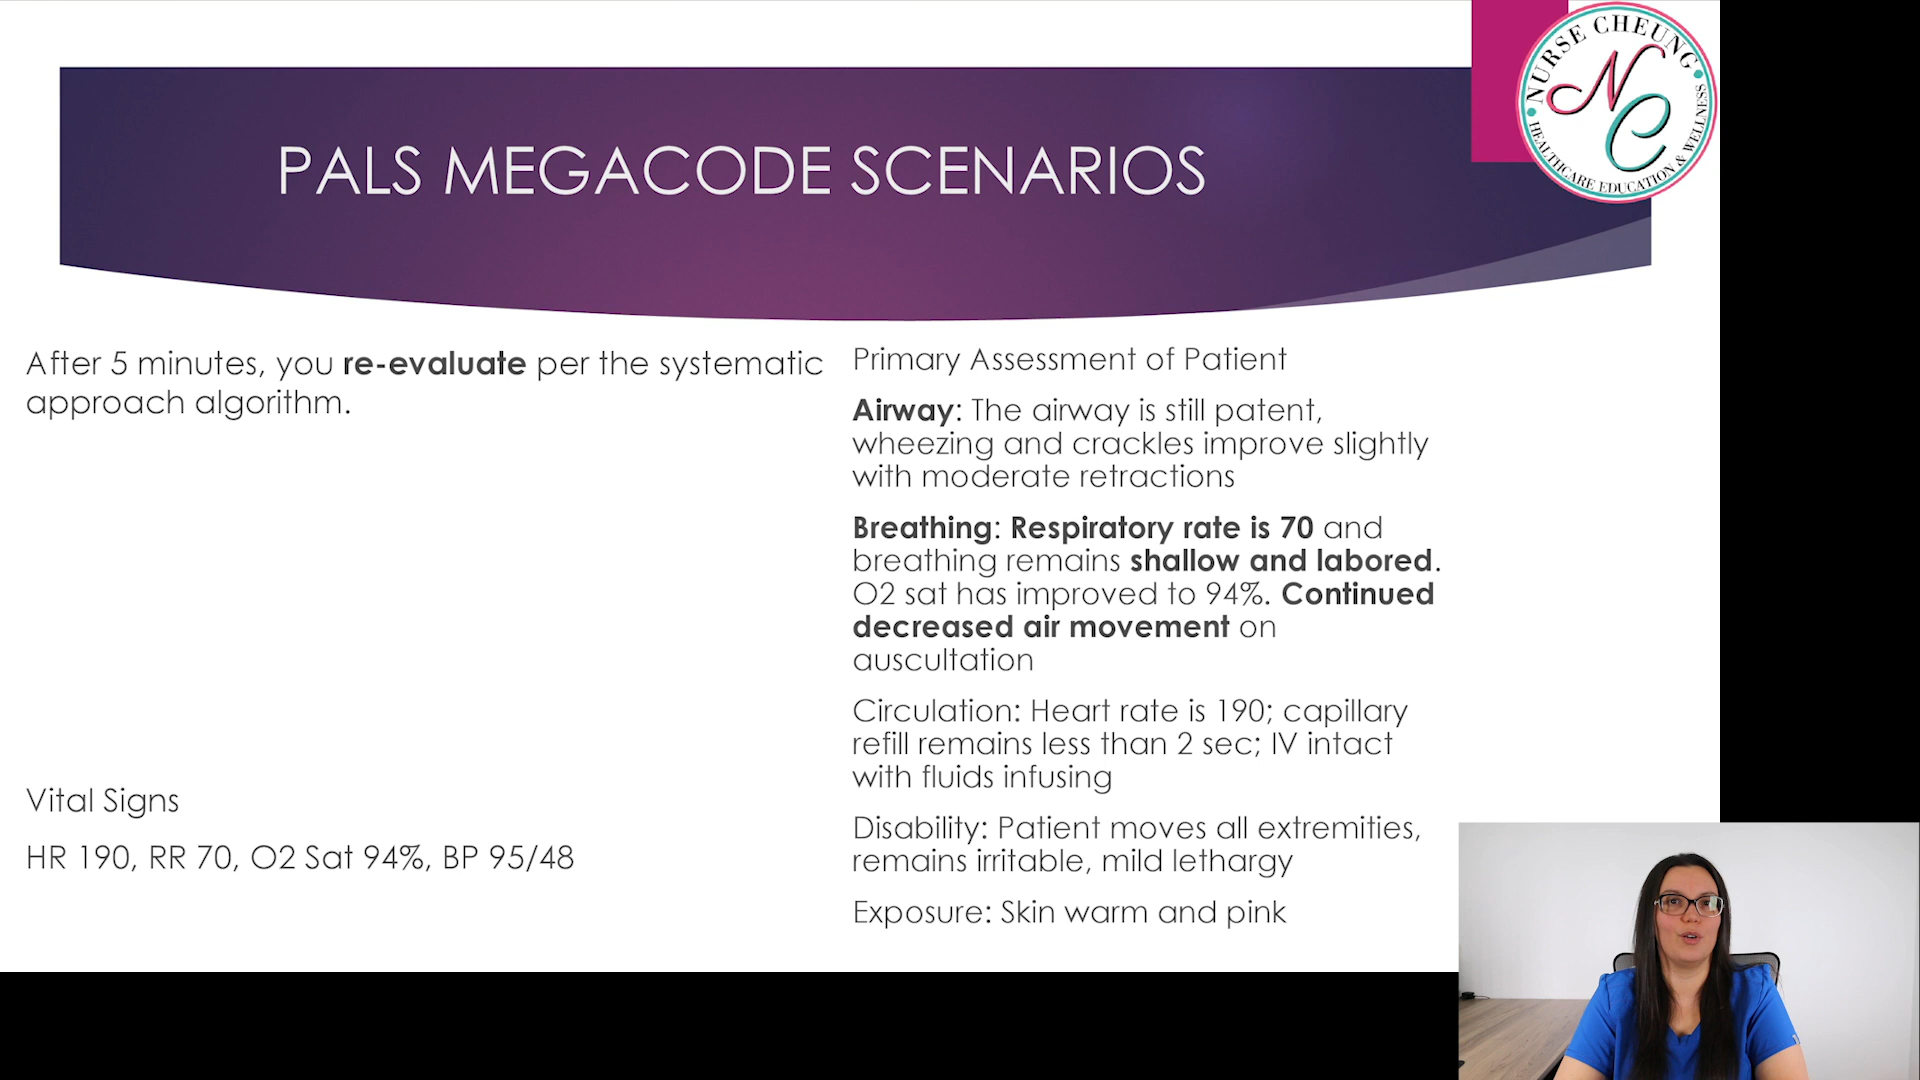 PALS MEGACODE SCENARIOS
NURSE CHEUNG
NC
HEALTHCARE EDUCATION & WELLNESS
After 5 minutes, you re-evaluate per the systematic
approach algorithm.
Vital Signs
HR 190, RR 70, O2 Sat 94%, BP 95/48
Primary Assessment of Patient
Airway: The airway is still patent,
wheezing and crackles improve slightly
with moderate retractions
Breathing: Respiratory rate is 70 and
breathing remains shallow and labored.
O2 sat has improved to 94%. Continued
decreased air movement on
auscultation
Circulation: Heart rate is 190; capillary
refill remains less than 2 sec; IV intact
with fluids infusing
Disability: Patient moves all extremities,
remains irritable, mild lethargy
Exposure: Skin warm and pink